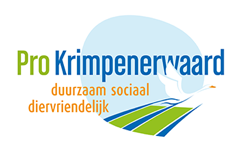 Pro Krimpenerwaard
duurzaam sociaal
diervriendelijk